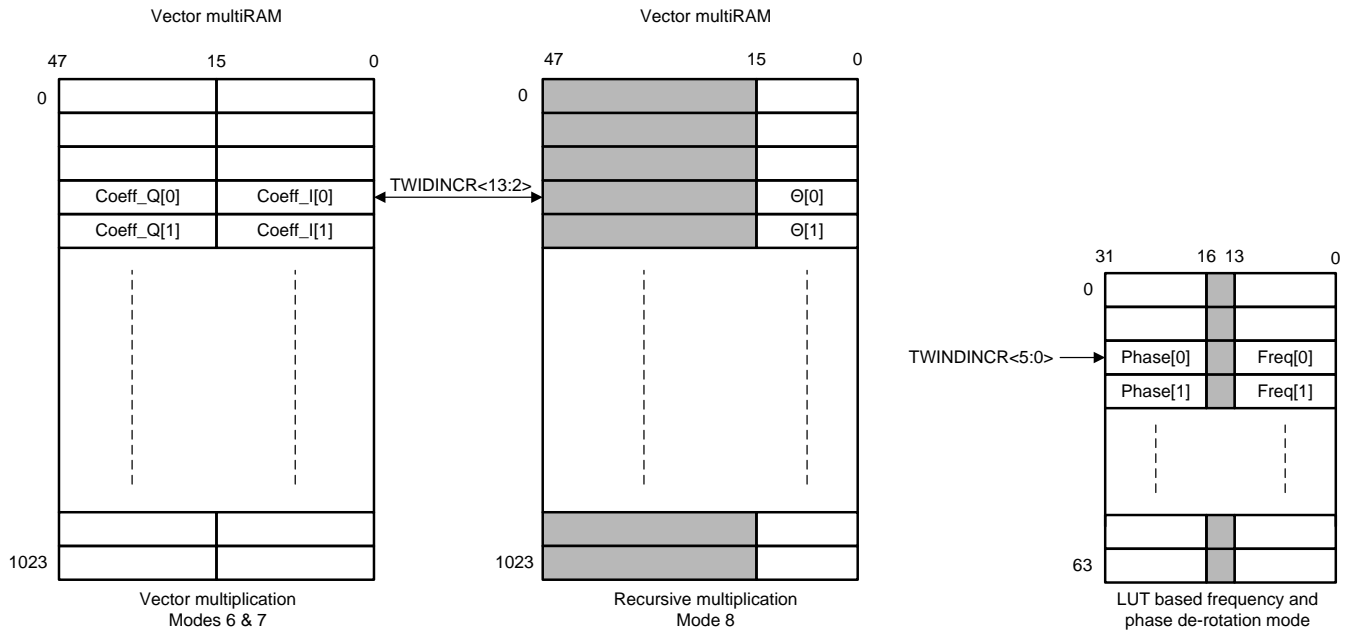 Vector multiRAM
47 15 0
0
Coeff_Q[0] Coeff_I[0]
Coeff_Q[1] Coeff_I[1]
1023
Vector multiplication
Modes 6 & 7
TWIDINCR<13:2>
Vector multiRAM
47 15 0
0
Θ[0]
Θ[1]
1023
Recursive multiplication
Mode 8
31 16 13 0
0
TWINDINCR<5:0>
Phase[0] Freq[0]
Phase[1] Freq[1]
63
LUT based frequency and
phase de-rotation mode